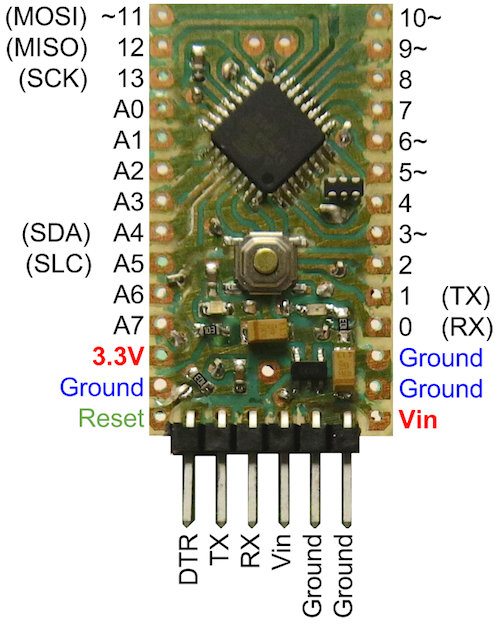 (MOSI) ~11 10~
(MISO) 12 9~
(SCK) 13 8
A0 7
A1 6~
A2 5~
A3 4
(SDA) A4 3~
(SLC) A5 2
A6 1 (TX)
A7 0 (RX)
3.3V Ground
Ground Ground
Reset Vin
DTR
TX
RX
Vin
Ground
Ground